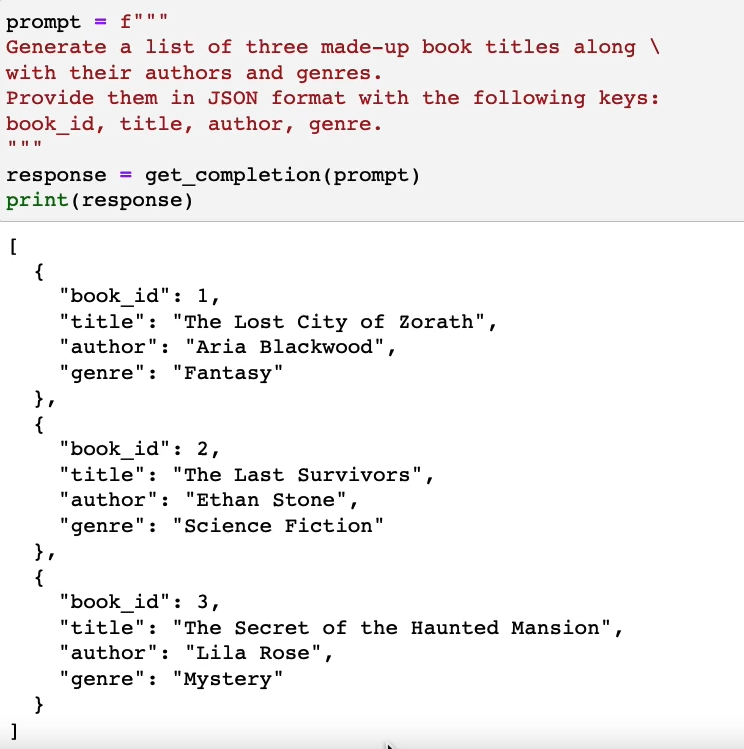 prompt = f"""
Generate a list of three made-up book titles along \
with their authors and genres.
Provide them in JSON format with the following keys:
book_id, title, author, genre.
"""
response = get_completion(prompt)
print(response)
[
  {
    "book_id": 1,
    "title": "The Lost City of Zorath",
    "author": "Aria Blackwood",
    "genre": "Fantasy"
  },
  {
    "book_id": 2,
    "title": "The Last Survivors",
    "author": "Ethan Stone",
    "genre": "Science Fiction"
  },
  {
    "book_id": 3,
    "title": "The Secret of the Haunted Mansion",
    "author": "Lila Rose",
    "genre": "Mystery"
  }
]